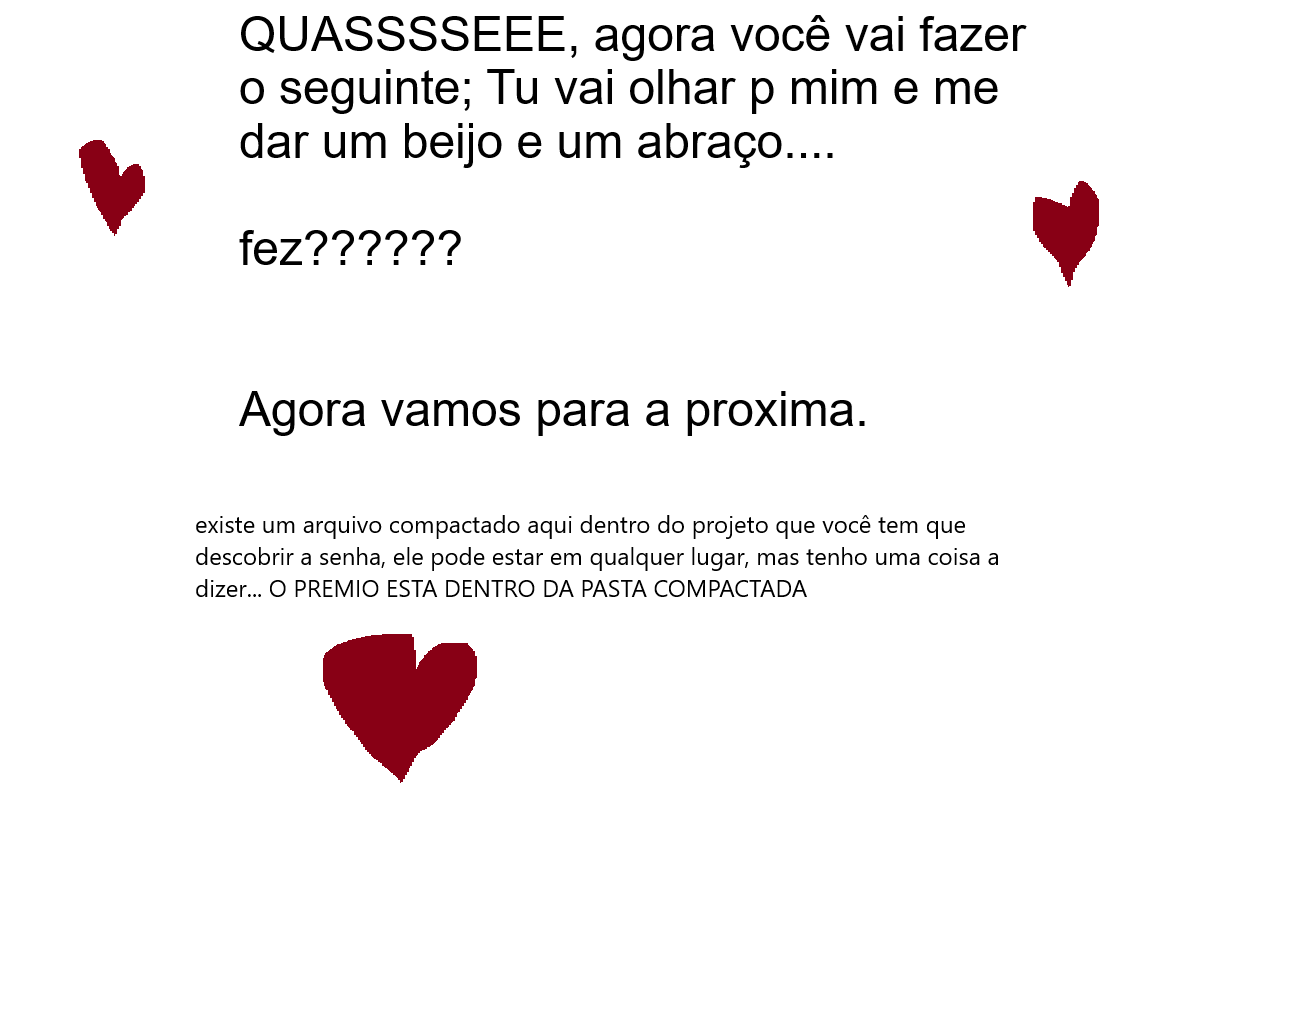 QUASSSSEEE, agora você vai fazer
o seguinte; Tu vai olhar p mim e me
dar um beijo e um abraço....
fez??????
Agora vamos para a proxima.
existe um arquivo compactado aqui dentro do projeto que você tem que
descobrir a senha, ele pode estar em qualquer lugar, mas tenho uma coisa a
dizer... O PREMIO ESTA DENTRO DA PASTA COMPACTADA